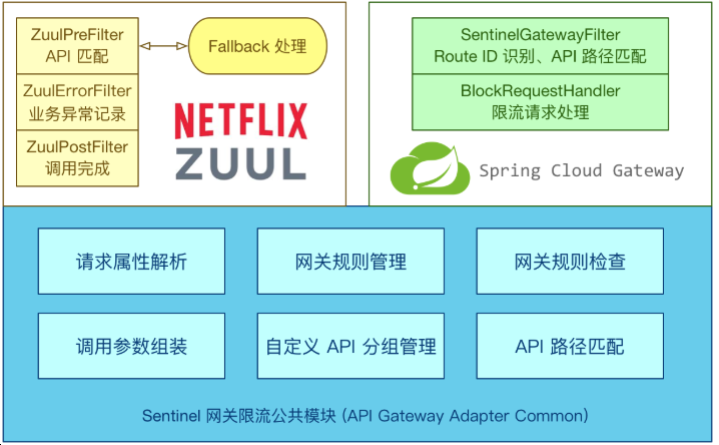 ZuulPreFilter
API 匹配
Fallback 处理
ZuulErrorFilter
业务异常记录
ZuulPostFilter
调用完成
NETFLIX
ZUUL
SentinelGatewayFilter
Route ID 识别、API 路径匹配
BlockRequestHandler
限流请求处理
Spring Cloud Gateway
请求属性解析
网关规则管理
网关规则检查
调用参数组装
自定义 API 分组管理
API 路径匹配
Sentinel 网关限流公共模块 (API Gateway Adapter Common)